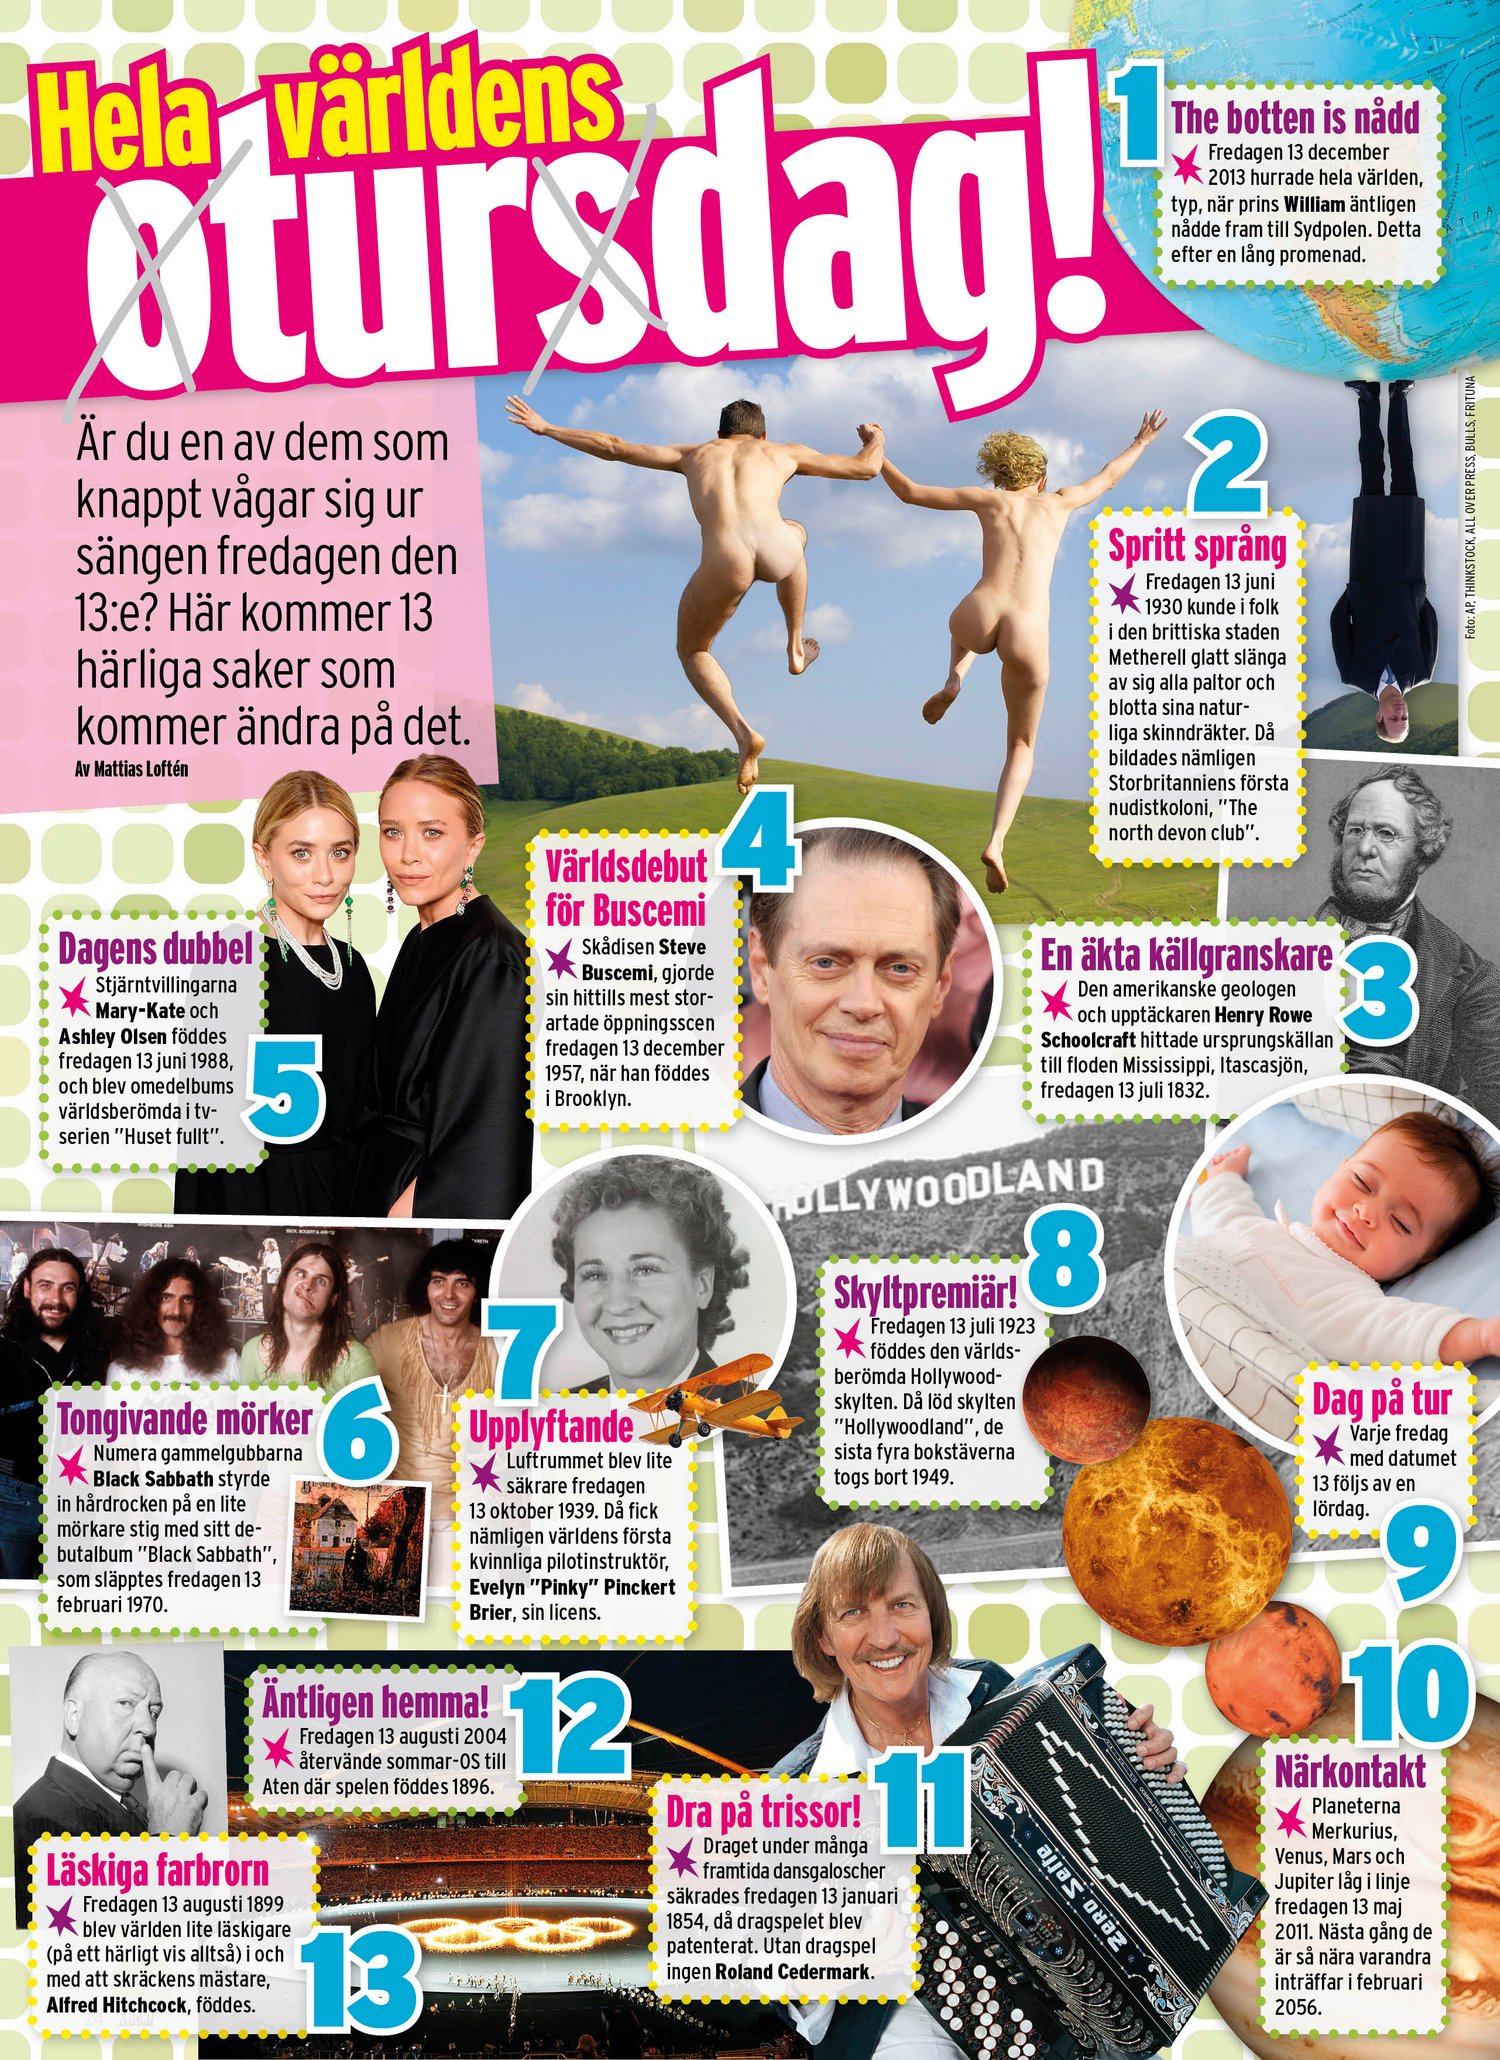 Hela världens
otursdag!
Är du en av dem som
knappt vågar sig ur
sängen fredagen den
13:e? Här kommer 13
härliga saker som
kommer ändra på det.
Av Mattias Loftén
1
The botten is nådd
Fredagen 13 december
2013 hurrade hela världen,
typ, när prins William äntligen
nådde fram till Sydpolen. Detta
efter en lång promenad.
Foto: AP, THINKSTOCK, ALL OVER PRESS, BULLS, FRITUNA
2
Spritt språng
Fredagen 13 juni
1930 kunde i folk
i den brittiska staden
Metherell glatt slänga
av sig alla paltor och
blotta sina natur-
liga skinndräkter. Då
bildades nämligen
Storbritanniens första
nudistkoloni, ”The
north devon club”.
3
En äkta källgranskare
Den amerikanske geologen
och upptäckaren Henry Rowe
Schoolcraft hittade ursprungskällan
till floden Mississippi, Itascasjön,
fredagen 13 juli 1832.
4
Världsdebut
för Buscemi
Skådisen Steve
Buscemi, gjorde
sin hittills mest stor-
artade öppningsscen
fredagen 13 december
1957, när han föddes
i Brooklyn.
5
Dagens dubbel
Stjärntvillingarna
Mary-Kate och
Ashley Olsen föddes
fredagen 13 juni 1988,
och blev omedelbums
världsberömda i tv-
serien ”Huset fullt”.
6
Tongivande mörker
Numera gammelgubbarna
Black Sabbath styrde
in hårdrocken på en lite
mörkare stig med sitt de-
butalbum ”Black Sabbath”,
som släpptes fredagen 13
februari 1970.
7
Upplyftande
Luftrummet blev lite
säkrare fredagen
13 oktober 1939. Då fick
nämligen världens första
kvinnliga pilotinstruktör,
Evelyn ”Pinky” Pinckert
Brier, sin licens.
HOLLYWOODLAND
8
Skyltpremiär!
Fredagen 13 juli 1923
föddes den världs-
berömda Hollywood-
skylten. Då löd skylten
”Hollywoodland”, de
sista fyra bokstäverna
togs bort 1949.
Dag på tur
Varje fredag
med datumet
13 följs av en
lördag.
9
10
Närkontakt
Planeterna
Merkurius,
Venus, Mars och
Jupiter låg i linje
fredagen 13 maj
2011. Nästa gång de
är så nära varandra
inträffar i februari
2056.
11
Dra på trissor!
Draget under många
framtida dansgaloscher
säkrades fredagen 13 januari
1854, då dragspelet blev
patenterat. Utan dragspel
ingen Roland Cedermark.
Zero Serie
12
Äntligen hemma!
Fredagen 13 augusti 2004
återvände sommar-OS till
Aten där spelen föddes 1896.
13
Läskiga farbrorn
Fredagen 13 augusti 1899
blev världen lite läskigare
(på ett härligt vis alltså) i och
med att skräckens mästare,
Alfred Hitchcock, föddes.